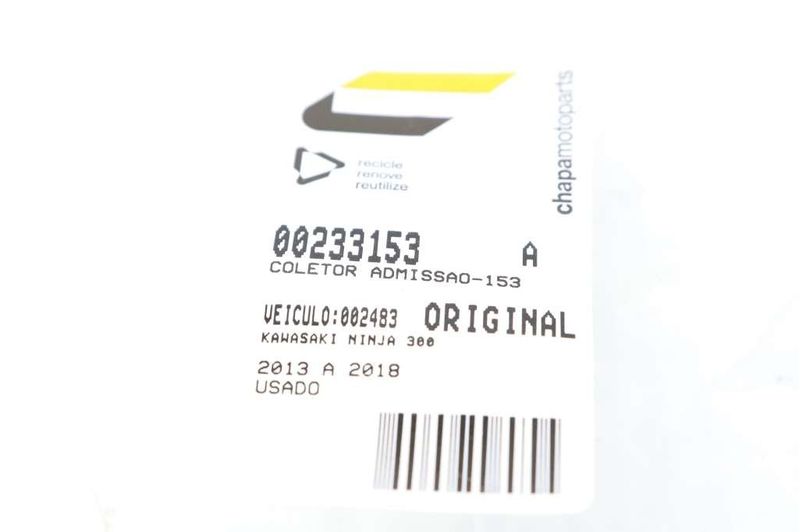 chapamotoparts
recicle
renove
reutilize
00233153 A
COLETOR ADMISSAO-153
VEICULO:002483 ORIGINAL
KAWASAKI NINJA 300
2013 A 2018
USADO